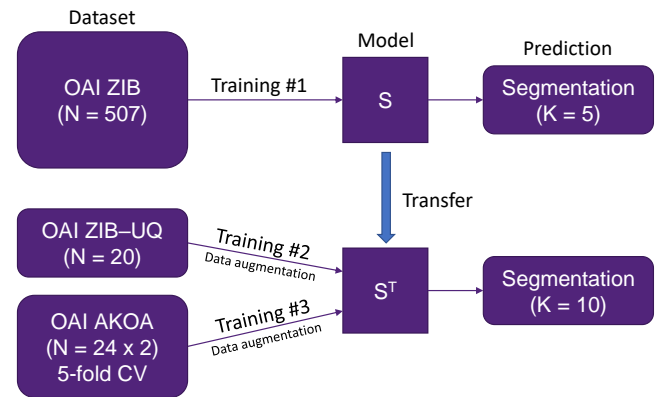 Dataset
Model
Prediction
OAI ZIB
(N = 507)
Training #1
S
Segmentation
(K = 5)
Transfer
OAI ZIB–UQ
(N = 20)
Training #2
Data augmentation
OAI AKOA
(N = 24 x 2)
5-fold CV
Training #3
Data augmentation
Sᵀ
Segmentation
(K = 10)